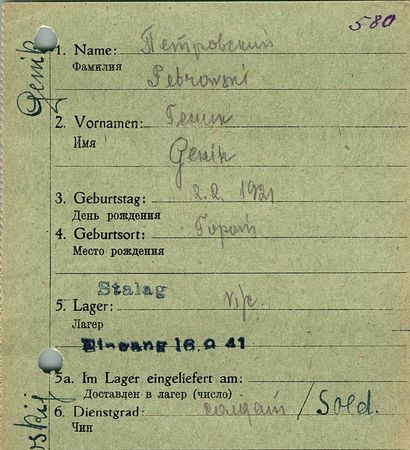 580
Genik
1. Name: Петровский
Фамилия
Petrowski
2. Vornamen: Геник
Имя
Genik
3. Geburtstag: 2.2.1921
День рождения
4. Geburtsort:
Место рождения
Stalag
5. Lager: VI/c.
Лагер
Eingang 16.9.41
5a. Im Lager eingeliefert am:
Доставлен в лагер (число)
6. Dienstgrad: солдат / Sold.
Чин